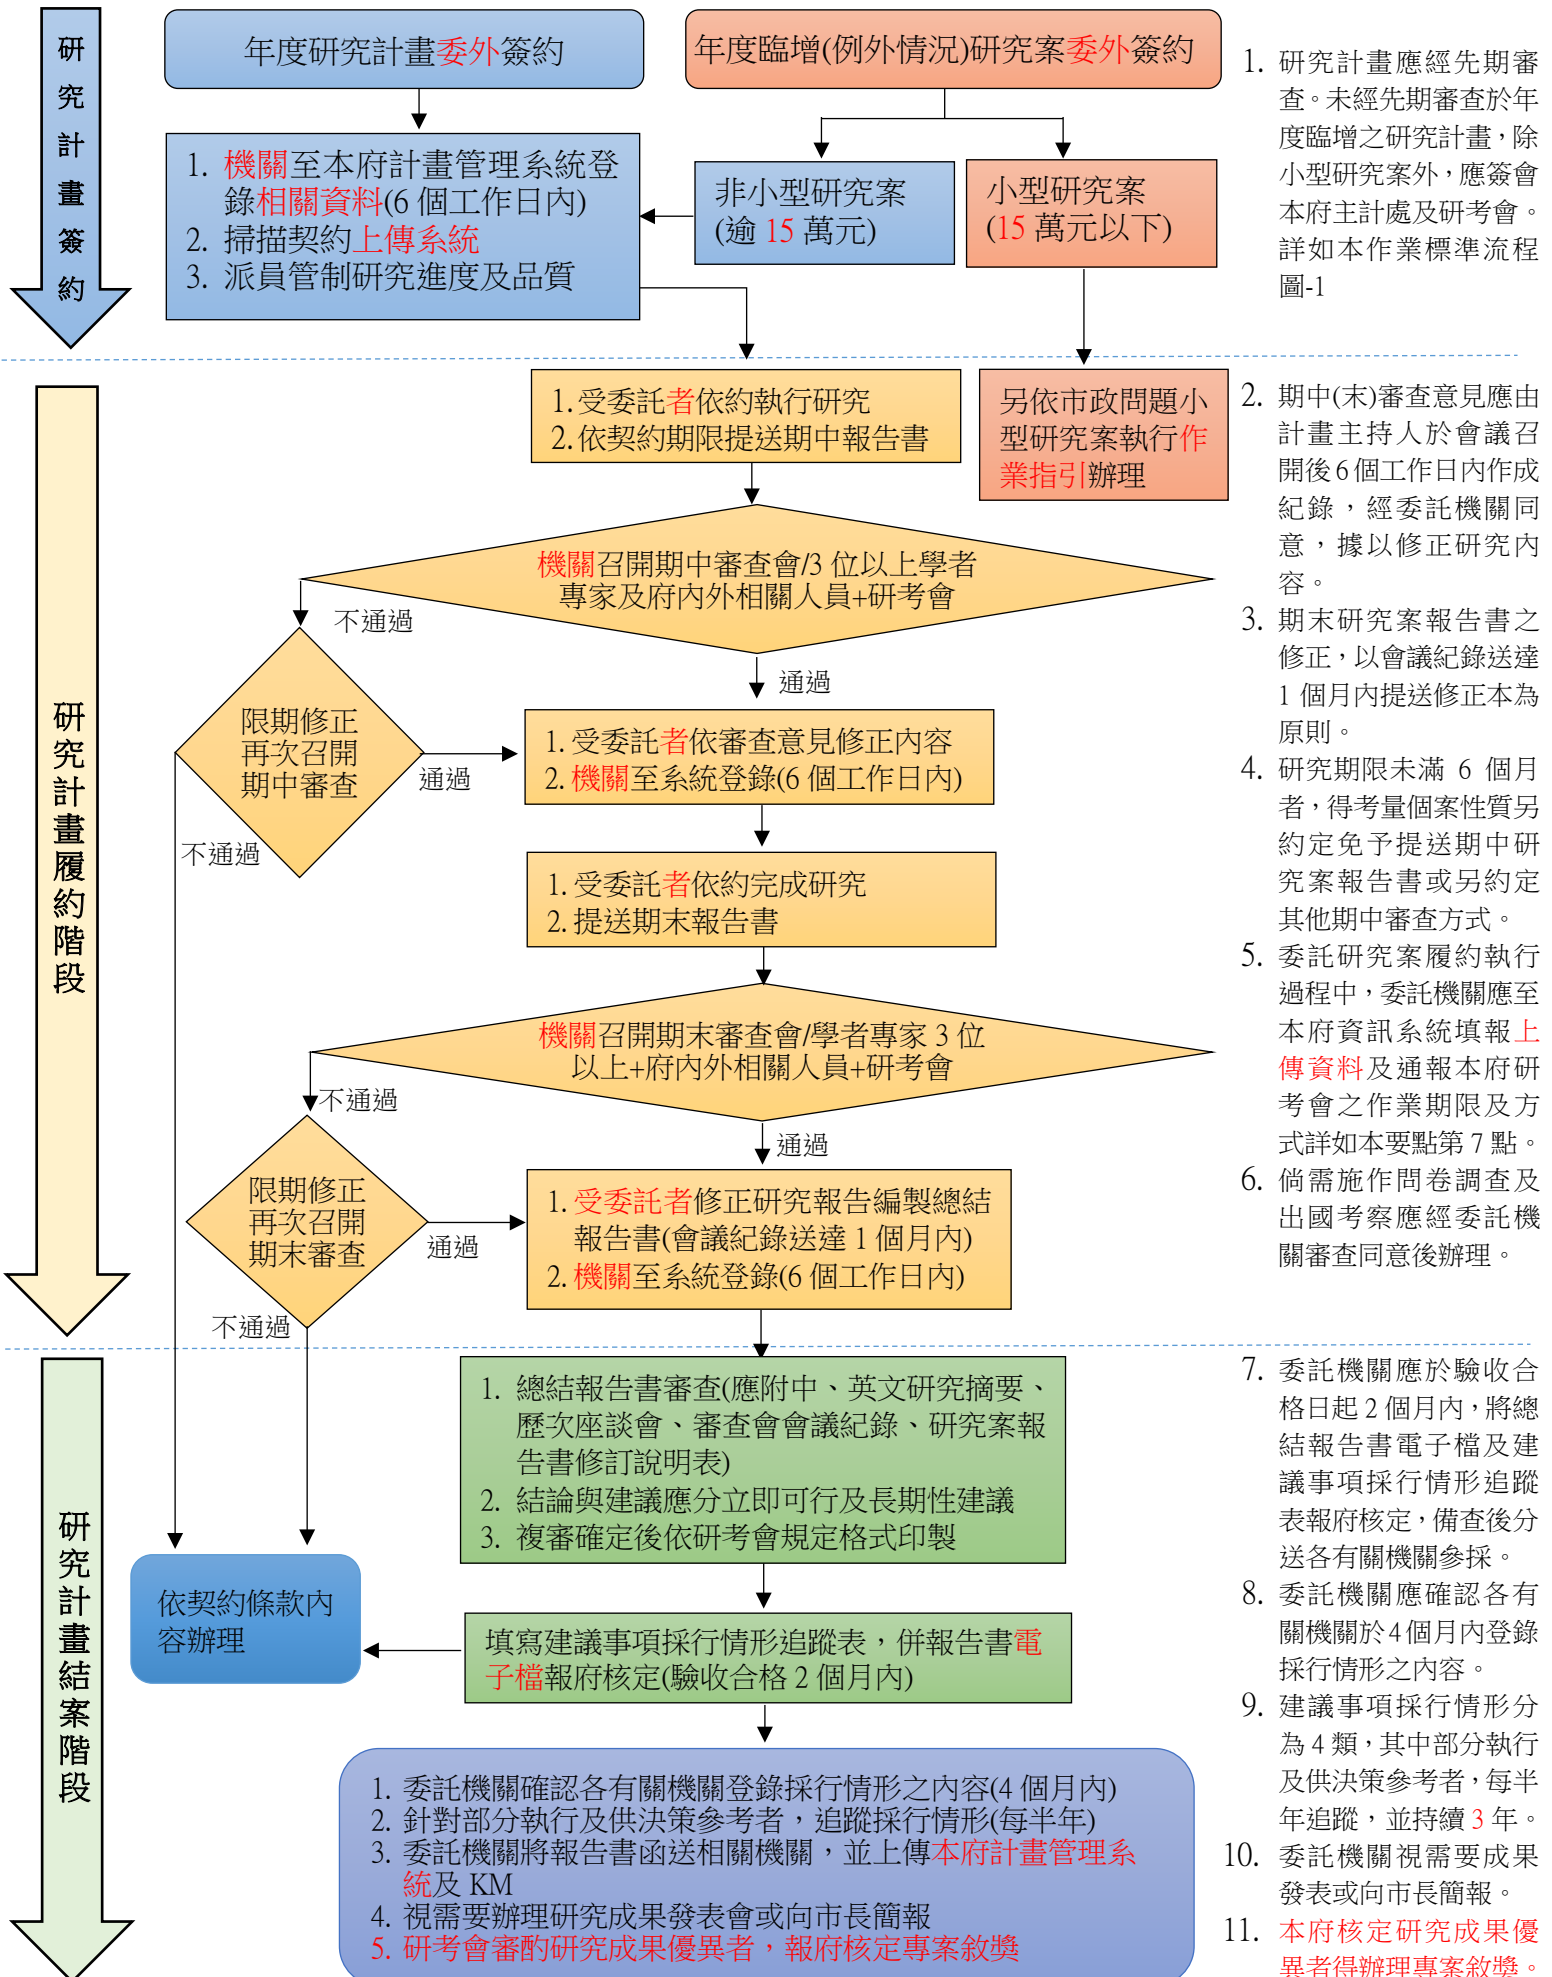 研究計畫簽約
年度研究計畫委外簽約
年度臨增(例外情況)研究案委外簽約
1. 機關至本府計畫管理系統登
錄相關資料(6 個工作日內)
2. 掃描契約上傳系統
3. 派員管制研究進度及品質
非小型研究案
(逾 15 萬元)
小型研究案
(15 萬元以下)
1. 研究計畫應經先期審
查。未經先期審查於年
度臨增之研究計畫，除
小型研究案外，應簽會
本府主計處及研考會。
詳如本作業標準流程
圖-1
研究計畫履約階段
1. 受委託者依約執行研究
2. 依契約期限提送期中報告書
另依市政問題小
型研究案執行作
業指引辦理
機關召開期中審查會/3 位以上學者
專家及府內外相關人員+研考會
不通過
通過
限期修正
再次召開
期中審查
通過
不通過
1. 受委託者依審查意見修正內容
2. 機關至系統登錄(6 個工作日內)
1. 受委託者依約完成研究
2. 提送期末報告書
機關召開期末審查會/學者專家 3 位
以上+府內外相關人員+研考會
不通過
通過
限期修正
再次召開
期末審查
通過
不通過
1. 受委託者修正研究報告編製總結
報告書(會議紀錄送達 1 個月內)
2. 機關至系統登錄(6 個工作日內)
2. 期中(末)審查意見應由
計畫主持人於會議召
開後 6 個工作日內作成
紀錄，經委託機關同
意，據以修正研究內
容。
3. 期末研究案報告書之
修正，以會議紀錄送達
1 個月內提送修正本為
原則。
4. 研究期限未滿 6 個月
者，得考量個案性質另
約定免予提送期中研
究案報告書或另約定
其他期中審查方式。
5. 委託研究案履約執行
過程中，委託機關應至
本府資訊系統填報上
傳資料及通報本府研
考會之作業期限及方
式詳如本要點第 7 點。
6. 倘需施作問卷調查及
出國考察應經委託機
關審查同意後辦理。
研究計畫結案階段
1. 總結報告書審查(應附中、英文研究摘要、
歷次座談會、審查會會議紀錄、研究案報
告書修訂說明表)
2. 結論與建議應分立即可行及長期性建議
3. 複審確定後依研考會規定格式印製
依契約條款內
容辦理
填寫建議事項採行情形追蹤表，併報告書電
子檔報府核定(驗收合格 2 個月內)
1. 委託機關確認各有關機關登錄採行情形之內容(4 個月內)
2. 針對部分執行及供決策參考者，追蹤採行情形(每半年)
3. 委託機關將報告書函送相關機關，並上傳本府計畫管理系
統及 KM
4. 視需要辦理研究成果發表會或向市長簡報
5. 研考會審酌研究成果優異者，報府核定專案敘獎
7. 委託機關應於驗收合
格日起 2 個月內，將總
結報告書電子檔及建
議事項採行情形追蹤
表報府核定，備查後分
送各有關機關參採。
8. 委託機關應確認各有
關機關於 4 個月內登錄
採行情形之內容。
9. 建議事項採行情形分
為 4 類，其中部分執行
及供決策參考者，每半
年追蹤，並持續 3 年。
10. 委託機關視需要成果
發表或向市長簡報。
11. 本府核定研究成果優
異者得辦理專案敘獎。